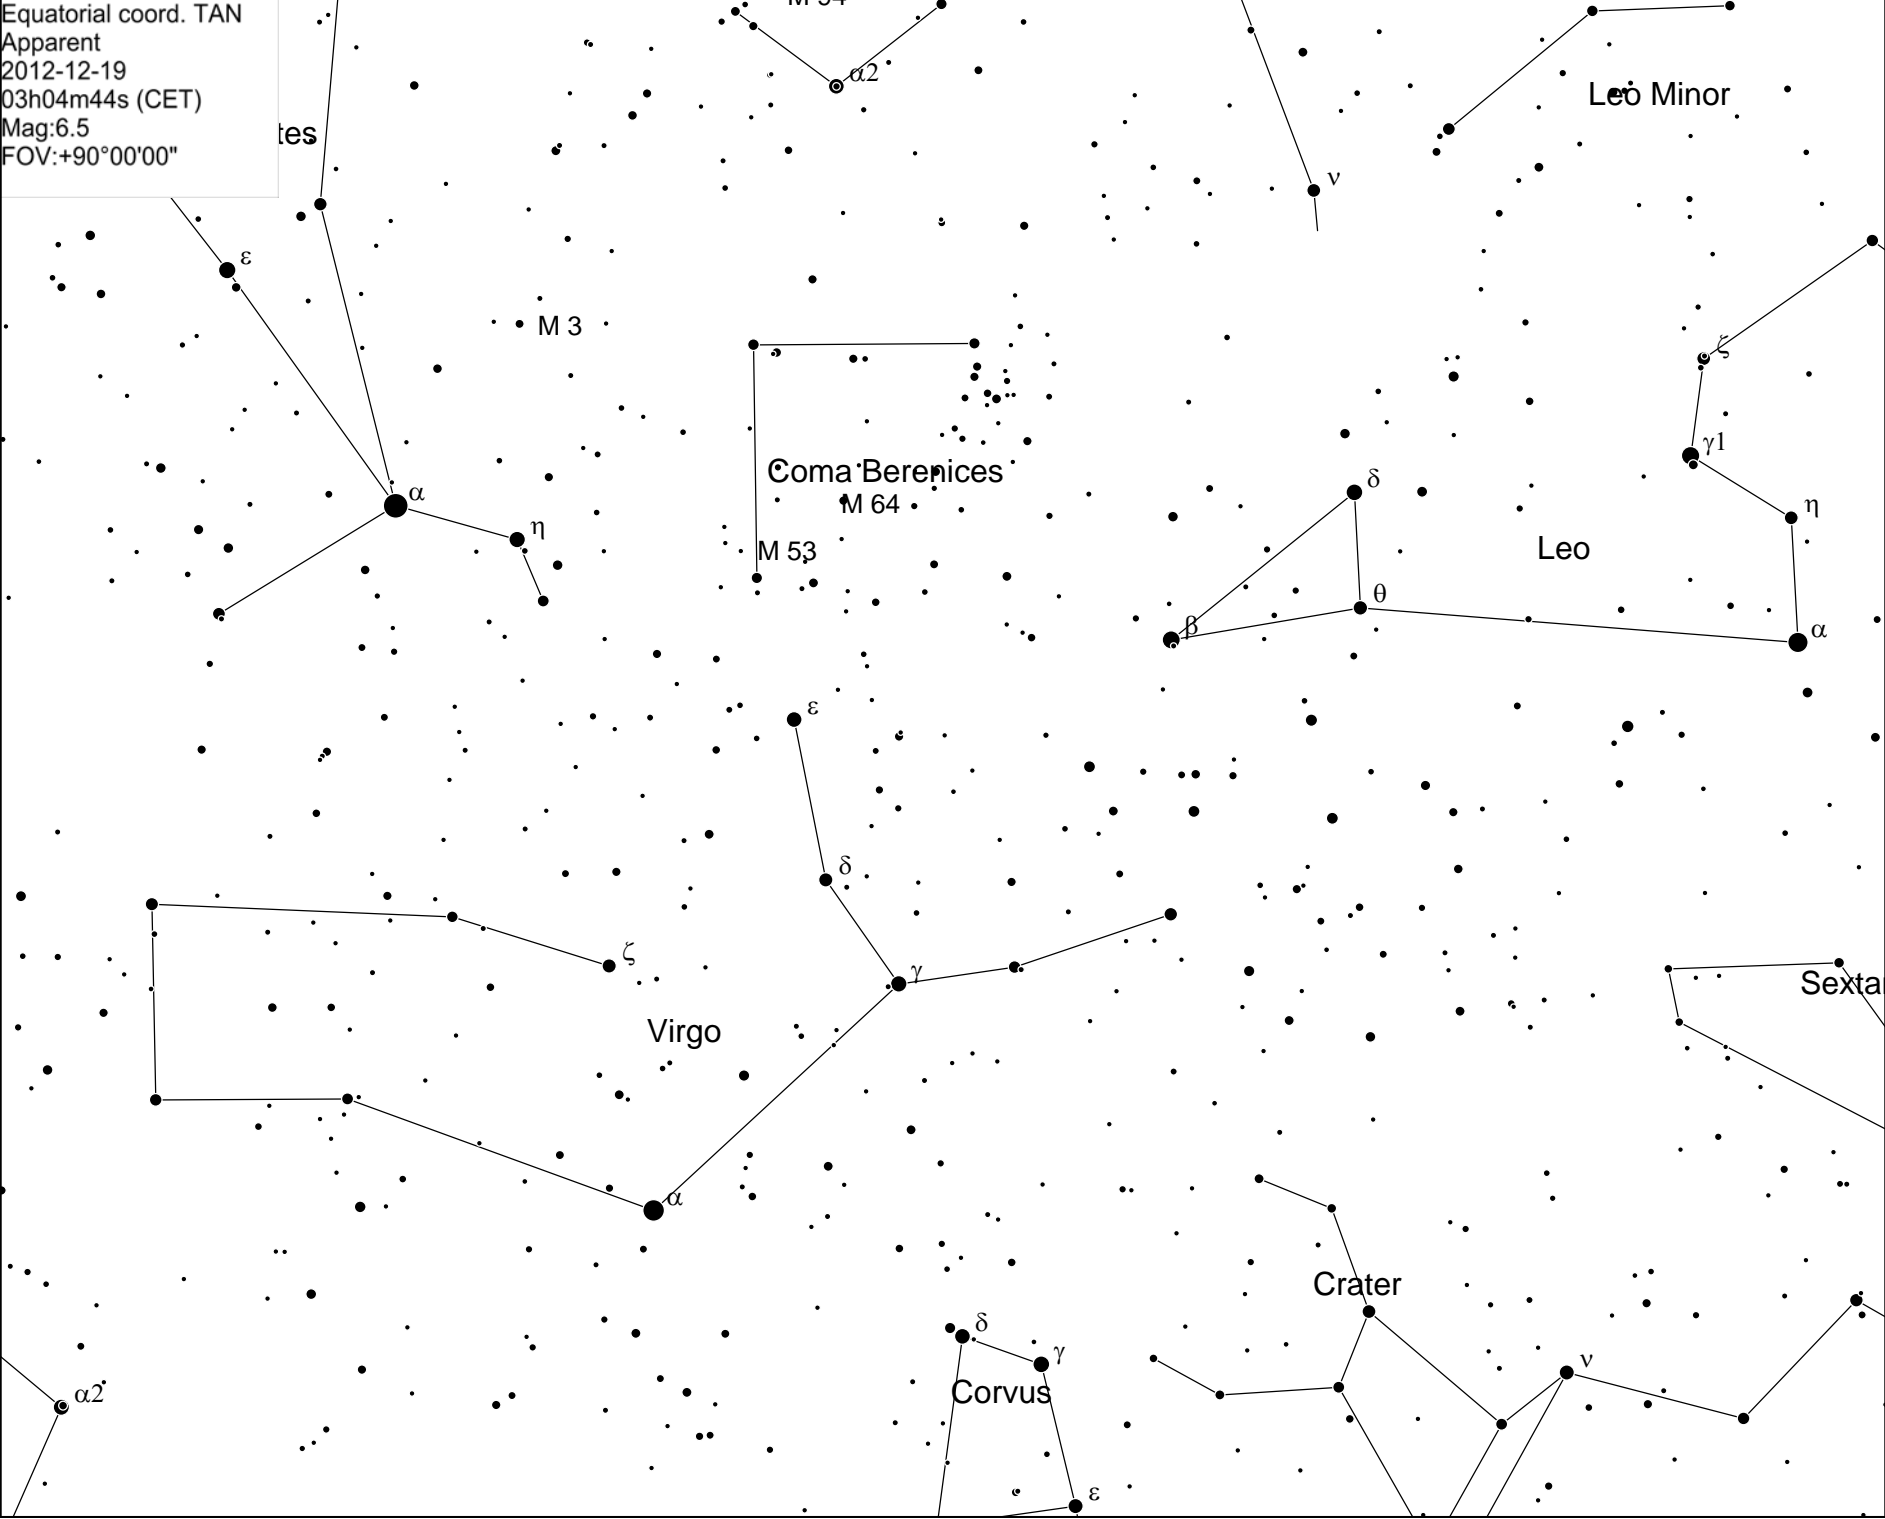 Equatorial coord. TAN
Apparent
2012-12-19
03h04m44s (CET)
Mag:6.5
FOV:+90°00'00"
tes
M 94
α2
Leo Minor
ν
ε
M 3
ζ
γ1
Coma Berenices
M 64
α
η
M 53
δ
η
Leo
θ
β
α
ε
δ
ζ
γ
Virgo
Sexta
α
Crater
δ
γ
Corvus
ν
α2
ε